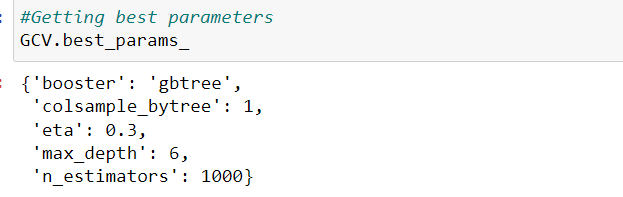 #Getting best parameters
GCV.best_params_
{'booster': 'gbtree',
'colsample_bytree': 1,
'eta': 0.3,
'max_depth': 6,
'n_estimators': 1000}